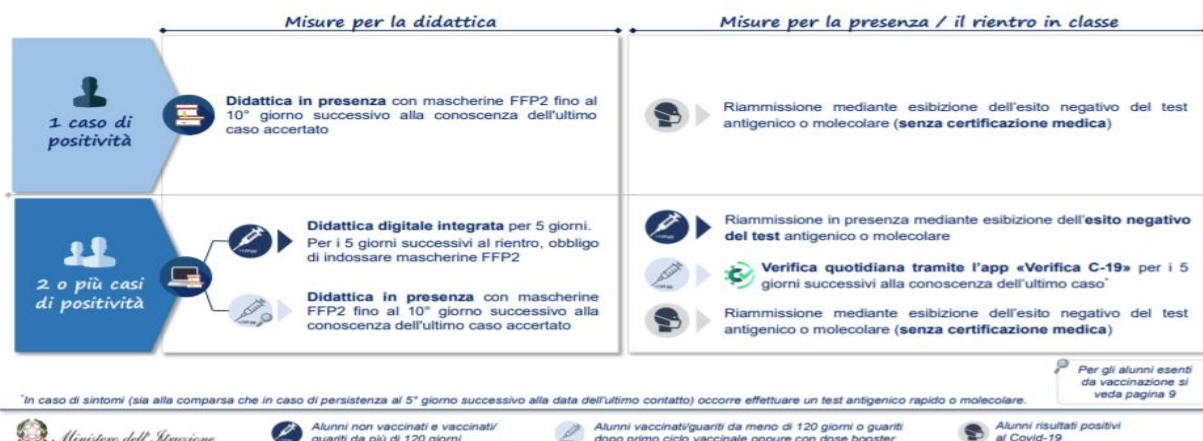 Misure per la didattica
Misure per la presenza / il rientro in classe
1 caso di
positività
Didattica in presenza con mascherine FFP2 fino al
10° giorno successivo alla conoscenza dell'ultimo
caso accertato
Riammissione mediante esibizione dell'esito negativo del test
antigenico o molecolare (senza certificazione medica)
2 o più casi
di positività
Didattica digitale integrata per 5 giorni.
Per i 5 giorni successivi al rientro, obbligo
di indossare mascherine FFP2
Didattica in presenza con mascherine
FFP2 fino al 10° giorno successivo alla
conoscenza dell'ultimo caso accertato
Riammissione in presenza mediante esibizione dell'esito negativo
del test antigenico o molecolare
Verifica quotidiana tramite l'app «Verifica C-19» per i 5
giorni successivi alla conoscenza dell'ultimo caso*
Riammissione mediante esibizione dell'esito negativo del test
antigenico o molecolare (senza certificazione medica)
Per gli alunni esenti
da vaccinazione si
veda pagina 9
*In caso di sintomi (sia alla comparsa che in caso di persistenza al 5° giorno successivo alla data dell'ultimo contatto) occorre effettuare un test antigenico rapido o molecolare.
Ministero dell'Istruzione
Alunni non vaccinati e vaccinati/
guariti da più di 120 giorni
Alunni vaccinati/guariti da meno di 120 giorni o guariti
dopo primo ciclo vaccinale oppure con dose booster
Alunni risultati positivi
al Covid-19